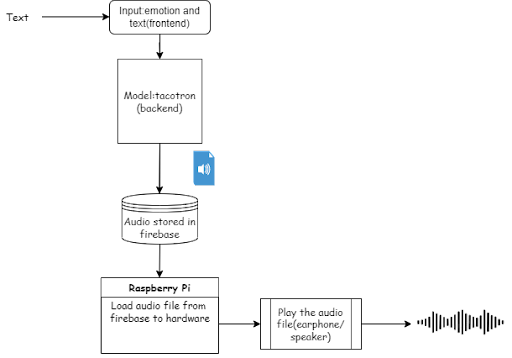 Text
Input:emotion and
text(frontend)
Model:tacotron
(backend)
Audio stored in
firebase
Raspberry Pi
Load audio file from
firebase to hardware
Play the audio
file(earphone/
speaker)